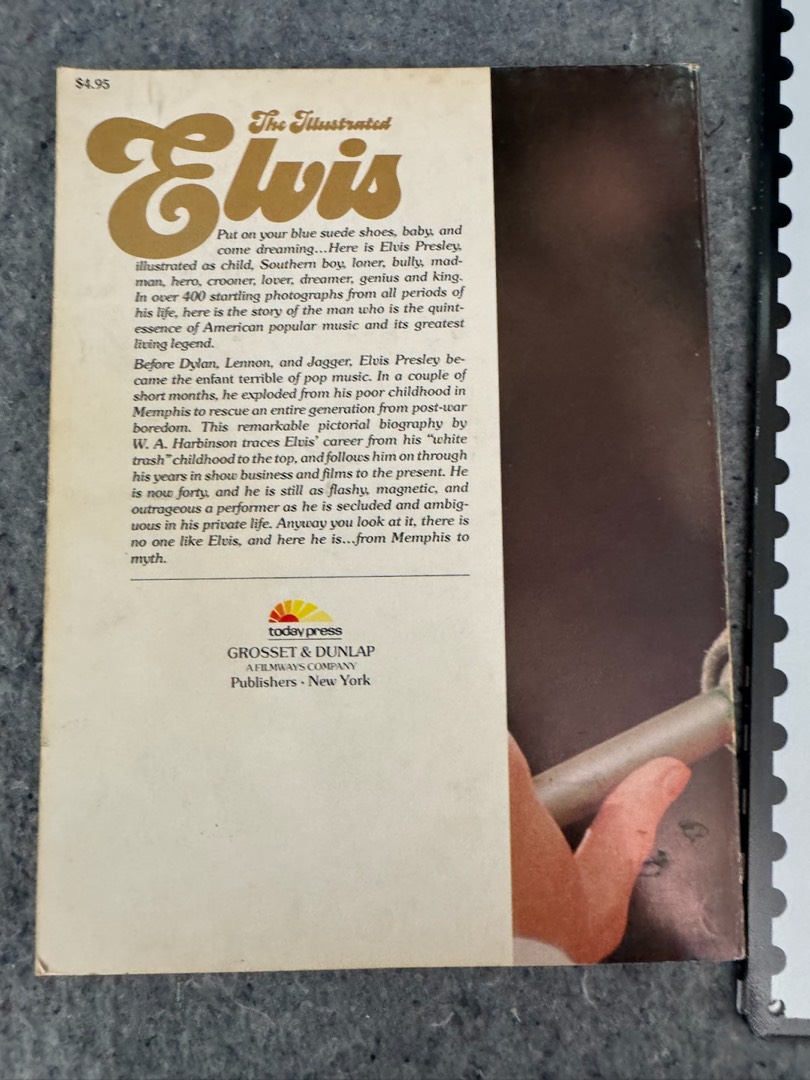 $4.95
The Illustrated
Elvis
Put on your blue suede shoes, baby, and
come dreaming...Here is Elvis Presley,
illustrated as child, Southern boy, loner, bully, mad-
man, hero, crooner, lover, dreamer, genius and king.
In over 400 startling photographs from all periods of
his life, here is the story of the man who is the quint-
essence of American popular music and its greatest
living legend.
Before Dylan, Lennon, and Jagger, Elvis Presley be-
came the enfant terrible of pop music. In a couple of
short months, he exploded from his poor childhood in
Memphis to rescue an entire generation from post-war
boredom. This remarkable pictorial biography by
W. A. Harbinson traces Elvis' career from his "white
trash" childhood to the top, and follows him on through
his years in show business and films to the present. He
is now forty, and he is still as flashy, magnetic, and
outrageous a performer as he is secluded and ambig-
uous in his private life. Anyway you look at it, there is
no one like Elvis, and here he is...from Memphis to
myth.
today press
GROSSET & DUNLAP
A FILMWAYS COMPANY
Publishers · New York